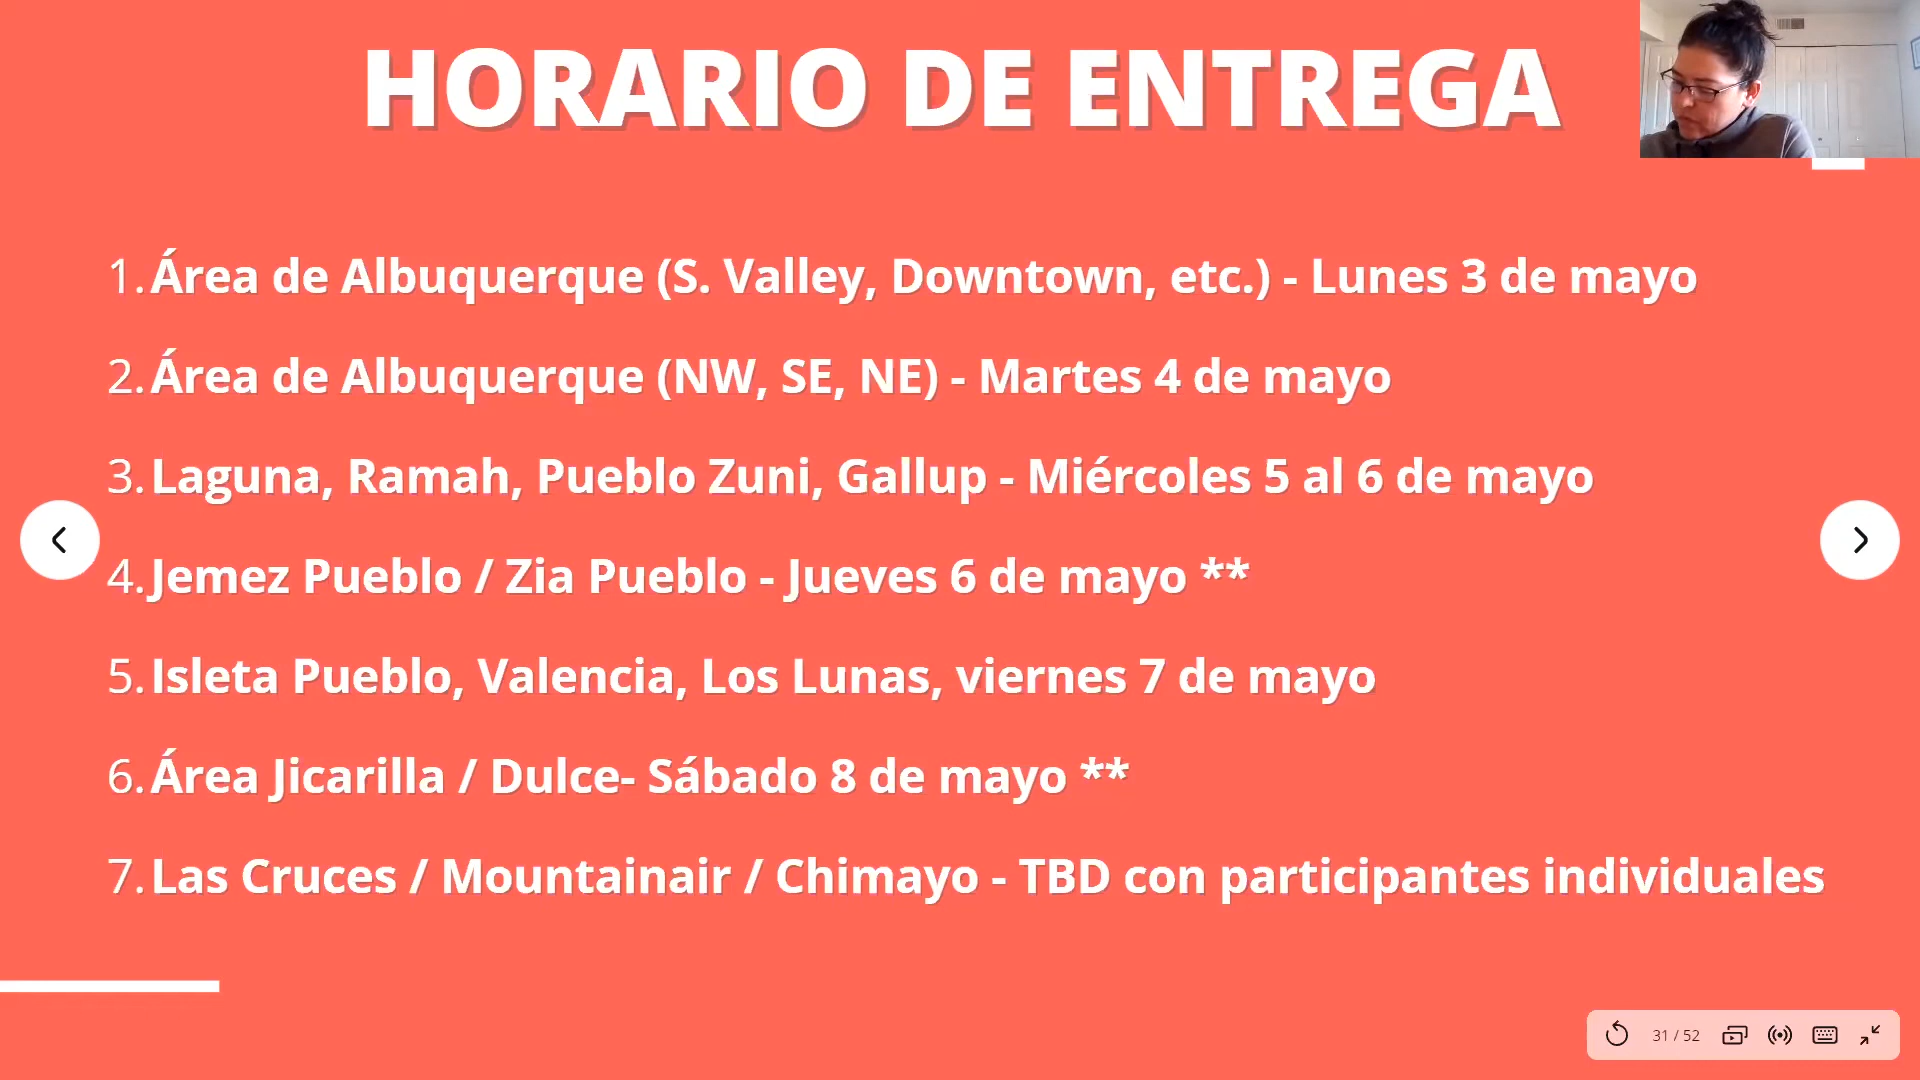 HORARIO DE ENTREGA
1. Área de Albuquerque (S. Valley, Downtown, etc.) - Lunes 3 de mayo
2. Área de Albuquerque (NW, SE, NE) - Martes 4 de mayo
3. Laguna, Ramah, Pueblo Zuni, Gallup - Miércoles 5 al 6 de mayo
4. Jemez Pueblo / Zia Pueblo - Jueves 6 de mayo **
5. Isleta Pueblo, Valencia, Los Lunas, viernes 7 de mayo
6. Área Jicarilla / Dulce- Sábado 8 de mayo **
7. Las Cruces / Mountainair / Chimayo - TBD con participantes individuales
31 / 52